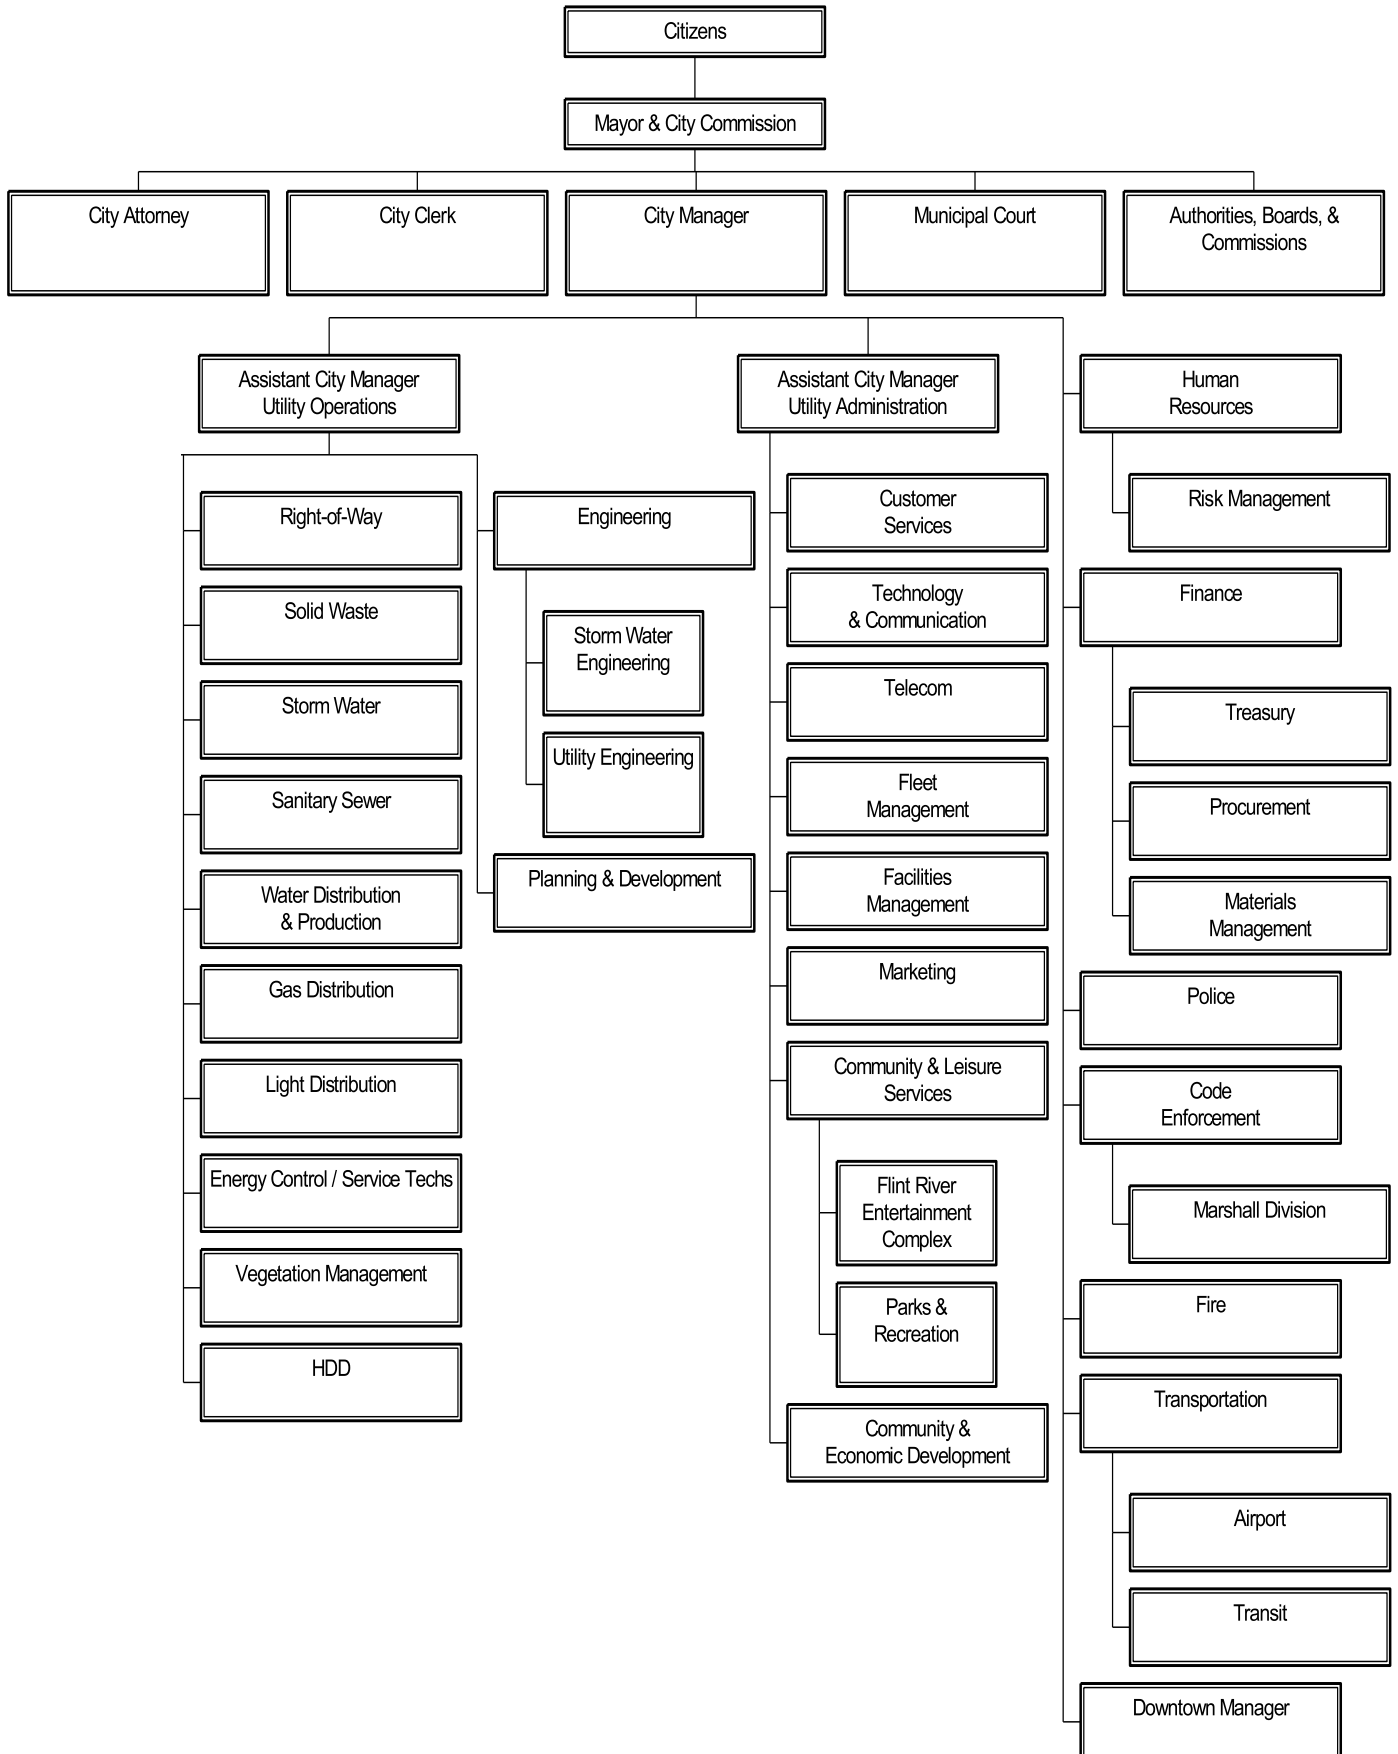 Citizens
Mayor & City Commission
City Attorney
City Clerk
City Manager
Municipal Court
Authorities, Boards, &
Commissions
Assistant City Manager
Utility Operations
Right-of-Way
Solid Waste
Storm Water
Sanitary Sewer
Water Distribution
& Production
Gas Distribution
Light Distribution
Energy Control / Service Techs
Vegetation Management
HDD
Engineering
Storm Water
Engineering
Utility Engineering
Planning & Development
Assistant City Manager
Utility Administration
Customer
Services
Technology
& Communication
Telecom
Fleet
Management
Facilities
Management
Marketing
Community & Leisure
Services
Flint River
Entertainment
Complex
Parks &
Recreation
Community &
Economic Development
Human
Resources
Risk Management
Finance
Treasury
Procurement
Materials
Management
Police
Code
Enforcement
Marshall Division
Fire
Transportation
Airport
Transit
Downtown Manager